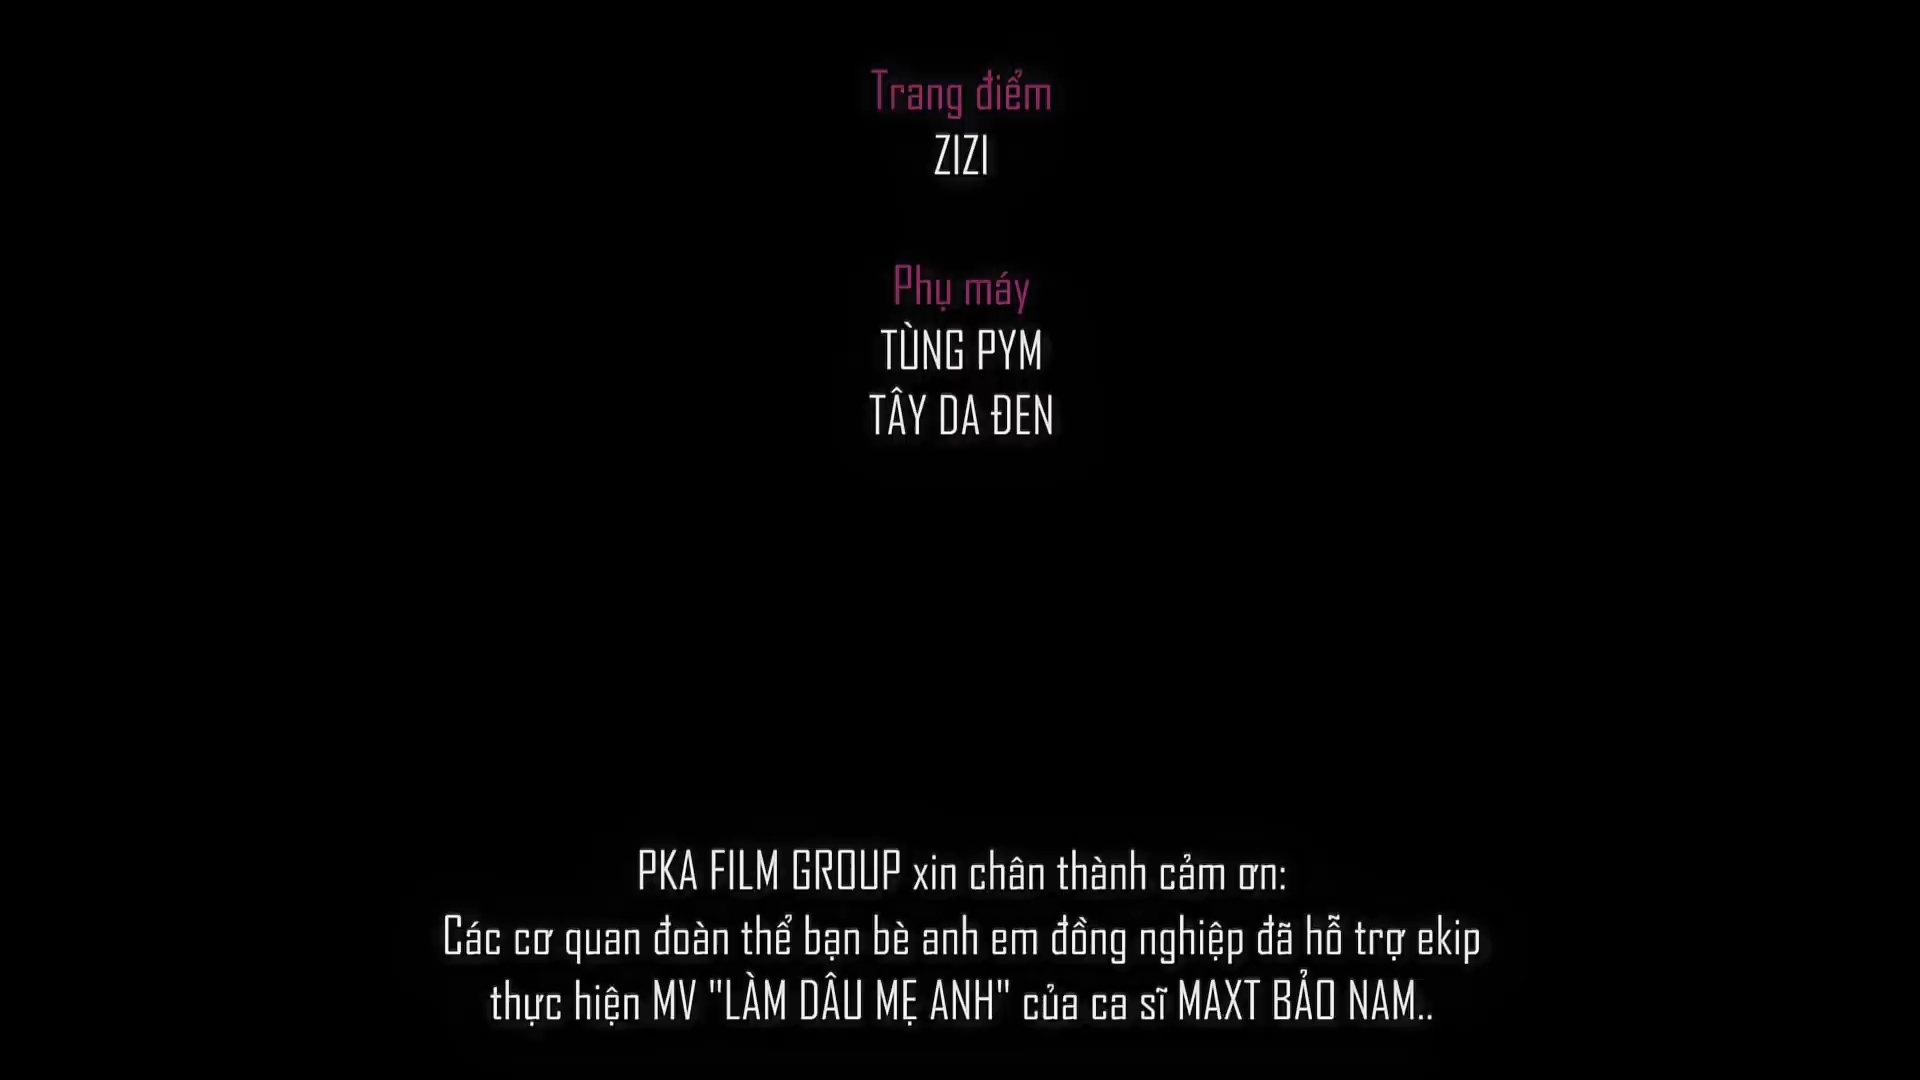 Trang điểm
ZIZI
Phụ máy
TÙNG PYM
TÂY DA ĐEN
PKA FILM GROUP xin chân thành cảm ơn:
Các cơ quan đoàn thể bạn bè anh em đồng nghiệp đã hỗ trợ ekip
thực hiện MV "LÀM DÂU MẸ ANH" của ca sĩ MAXT BẢO NAM..